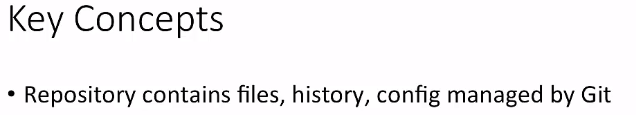 Key Concepts
• Repository contains files, history, config managed by Git